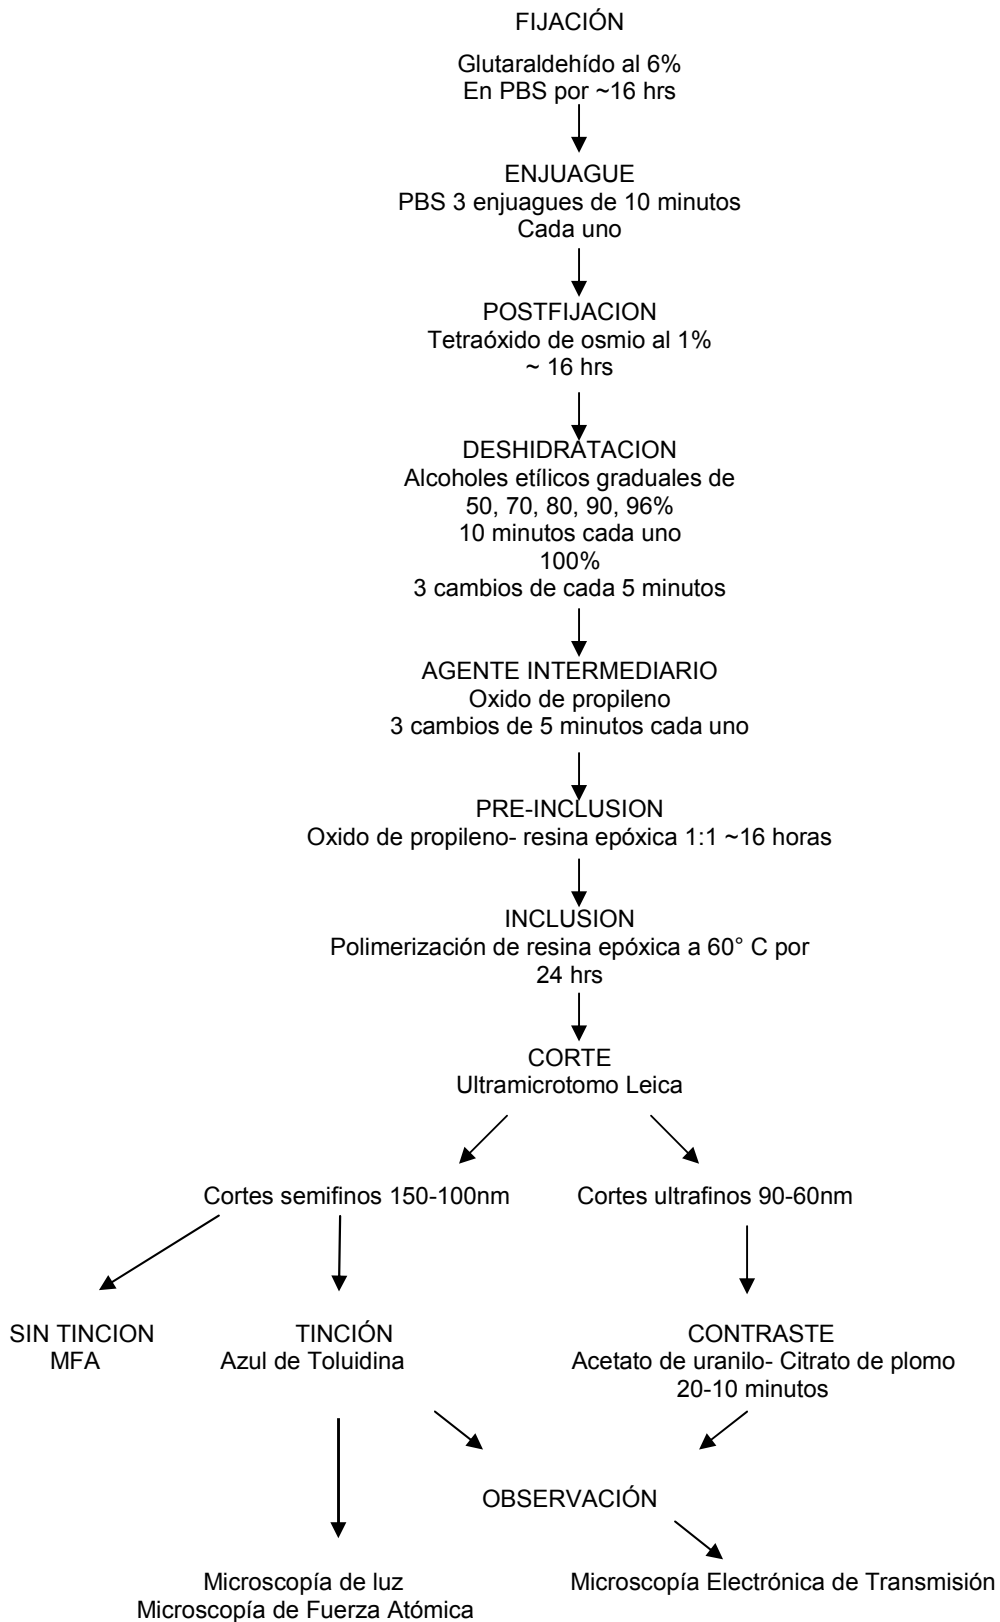 FIJACIÓN
Glutaraldehído al 6%
En PBS por ~16 hrs
ENJUAGUE
PBS 3 enjuagues de 10 minutos
Cada uno
POSTFIJACION
Tetraóxido de osmio al 1%
~ 16 hrs
DESHIDRATACION
Alcoholes etílicos graduales de
50, 70, 80, 90, 96%
10 minutos cada uno
100%
3 cambios de cada 5 minutos
AGENTE INTERMEDIARIO
Oxido de propileno
3 cambios de 5 minutos cada uno
PRE-INCLUSION
Oxido de propileno- resina epóxica 1:1 ~16 horas
INCLUSION
Polimerización de resina epóxica a 60° C por
24 hrs
CORTE
Ultramicrotomo Leica
Cortes semifinos 150-100nm
Cortes ultrafinos 90-60nm
SIN TINCION
MFA
TINCIÓN
Azul de Toluidina
CONTRASTE
Acetato de uranilo- Citrato de plomo
20-10 minutos
OBSERVACIÓN
Microscopía de luz
Microscopía de Fuerza Atómica
Microscopía Electrónica de Transmisión